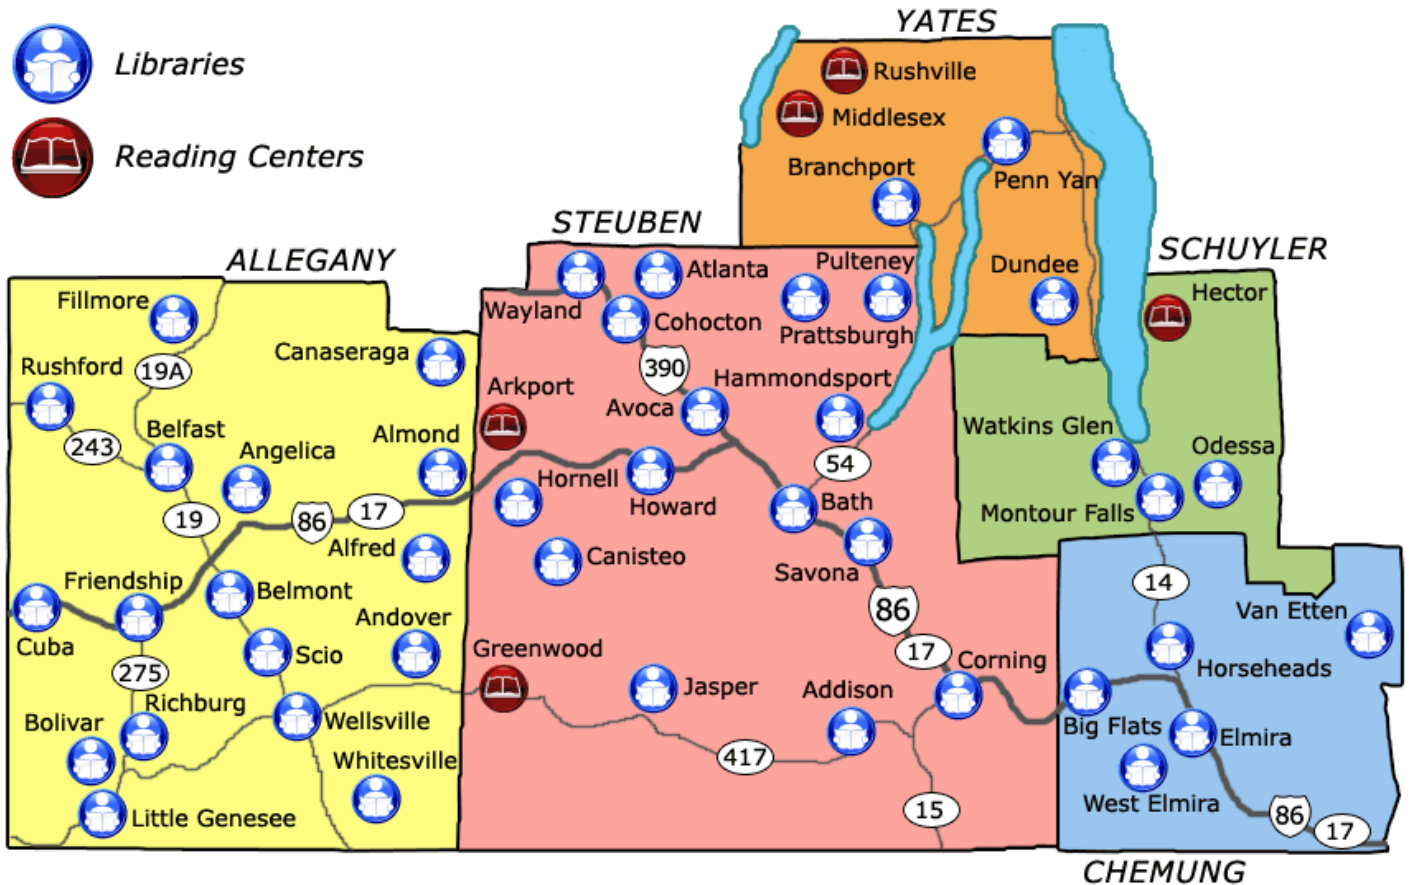 Libraries
Reading Centers
YATES
Rushville
Middlesex
Branchport
Penn Yan
Dundee
STEUBEN
Atlanta
Wayland
Cohocton
Pulteney
Prattsburgh
390
Hammondsport
Arkport
Avoca
Hornell
Howard
54
Bath
Canisteo
Savona
86
17
Greenwood
Jasper
Addison
Corning
417
15
ALLEGANY
Fillmore
Rushford
19A
Canaseraga
243
Belfast
Angelica
Almond
19
86
17
Alfred
Friendship
Belmont
Cuba
Andover
Scio
275
Richburg
Bolivar
Wellsville
Whitesville
Little Genesee
SCHUYLER
Hector
Watkins Glen
Odessa
Montour Falls
14
Van Etten
Horseheads
Big Flats
Elmira
West Elmira
86
17
CHEMUNG